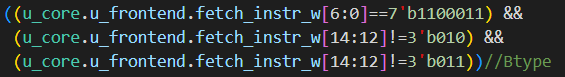 ((u_core.u_frontend.fetch_instr_w[6:0]==7'b1100011) &&
(u_core.u_frontend.fetch_instr_w[14:12]!=3'b010) &&
(u_core.u_frontend.fetch_instr_w[14:12]!=3'b011))//Btype